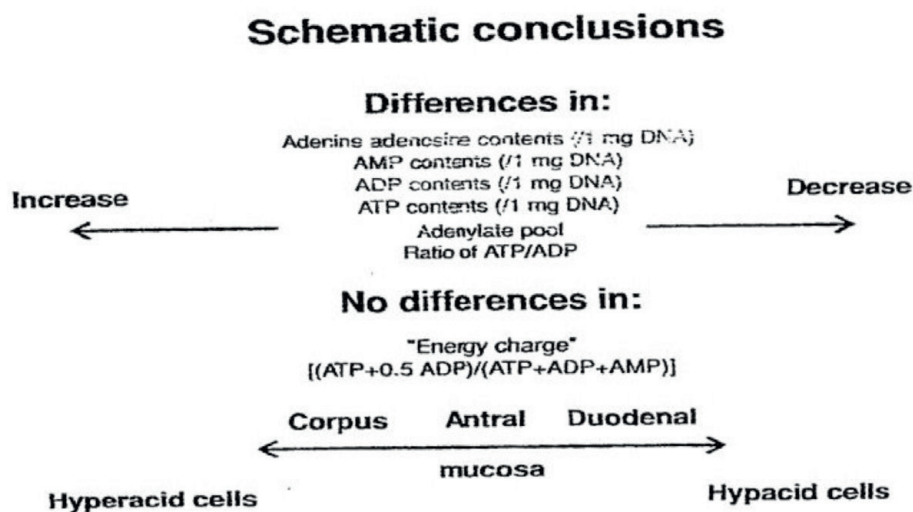 Schematic conclusions
Differences in:
Adenine adenosine contents (/1 mg DNA)
AMP contents (/1 mg DNA)
ADP contents (/1 mg DNA)
ATP contents (/1 mg DNA)
Increase
Decrease
Adenylate pool
Ratio of ATP/ADP
No differences in:
"Energy charge"
[(ATP+0.5 ADP)/(ATP+ADP+AMP)]
Corpus Antral Duodenal
mucosa
Hyperacid cells
Hypacid cells